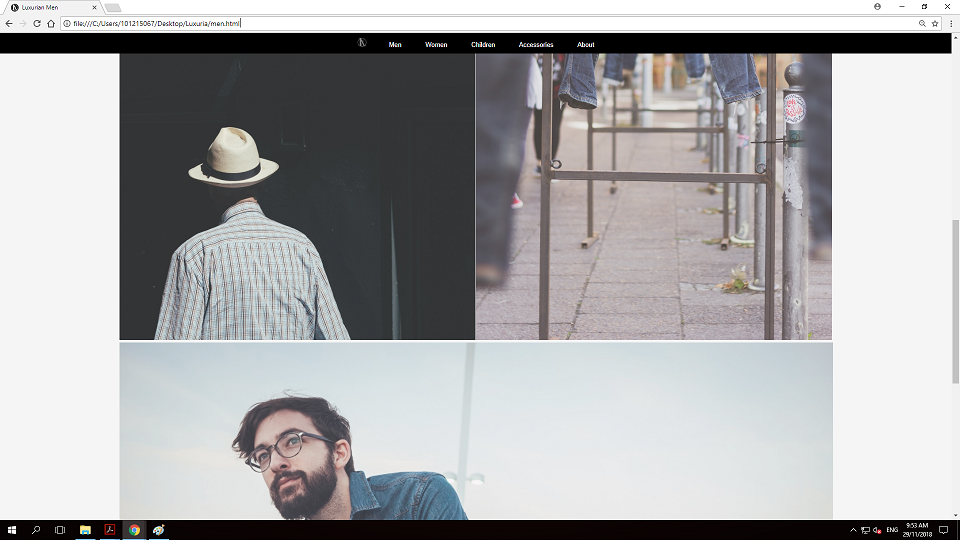 Luxurian Men
file:///C:/Users/101215067/Desktop/Luxuria/men.html
Men Women Children Accessories About
ENG
9:53 AM
29/11/2018